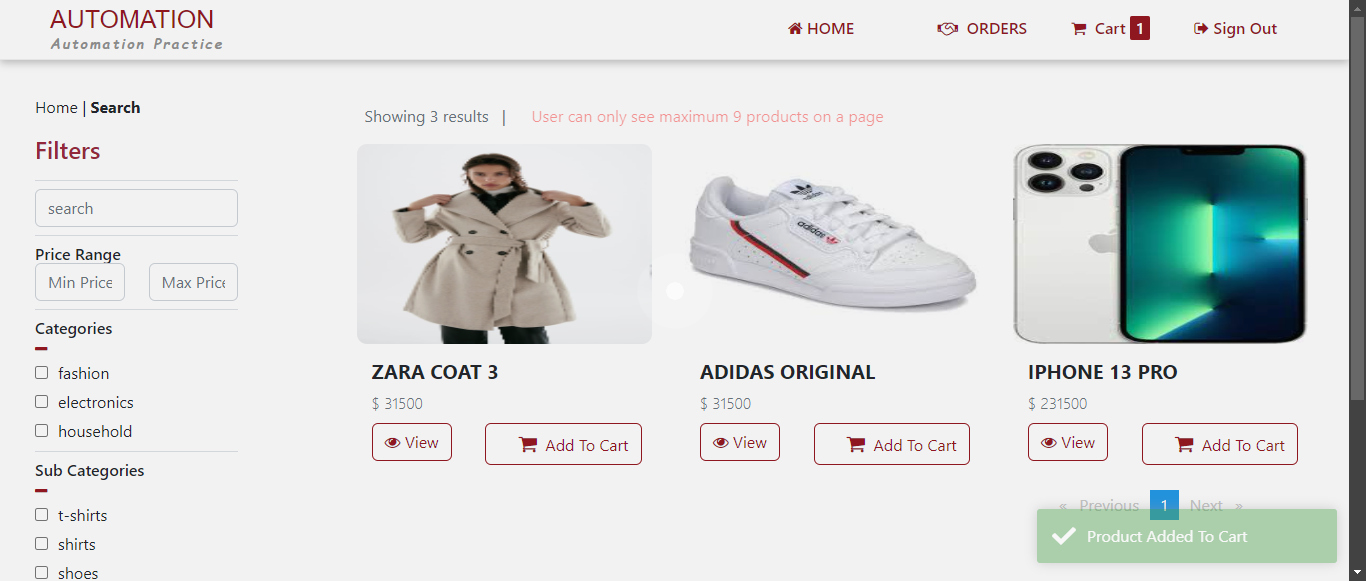 AUTOMATION
Automation Practice
HOME
ORDERS
Cart 1
Sign Out
Home | Search
Filters
search
Price Range
Min Price
Max Price
Categories
fashion
electronics
household
Sub Categories
t-shirts
shirts
shoes
Showing 3 results |
User can only see maximum 9 products on a page
adidas
ZARA COAT 3
$ 31500
View
Add To Cart
ADIDAS ORIGINAL
$ 31500
View
Add To Cart
IPHONE 13 PRO
$ 231500
View
Add To Cart
« Previous 1 Next »
Product Added To Cart